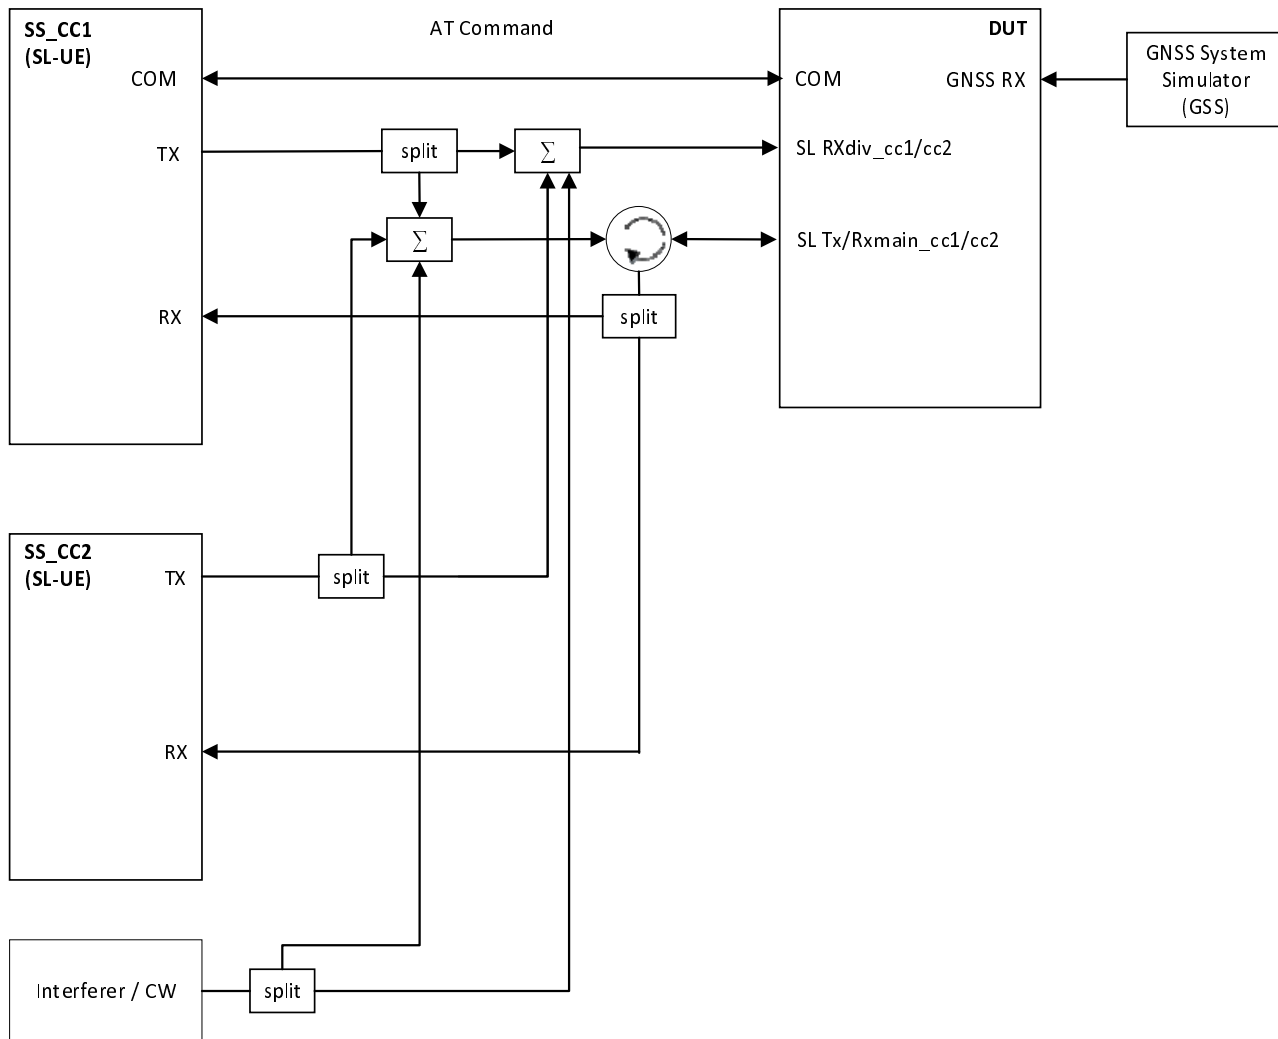 SS_CC1
(SL-UE)
AT Command
DUT
COM
COM
GNSS RX
GNSS System
Simulator
(GSS)
TX
split
∑
SL RXdiv_cc1/cc2
∑
SL Tx/Rxmain_cc1/cc2
RX
split
SS_CC2
(SL-UE)
TX
split
RX
Interferer / CW
split